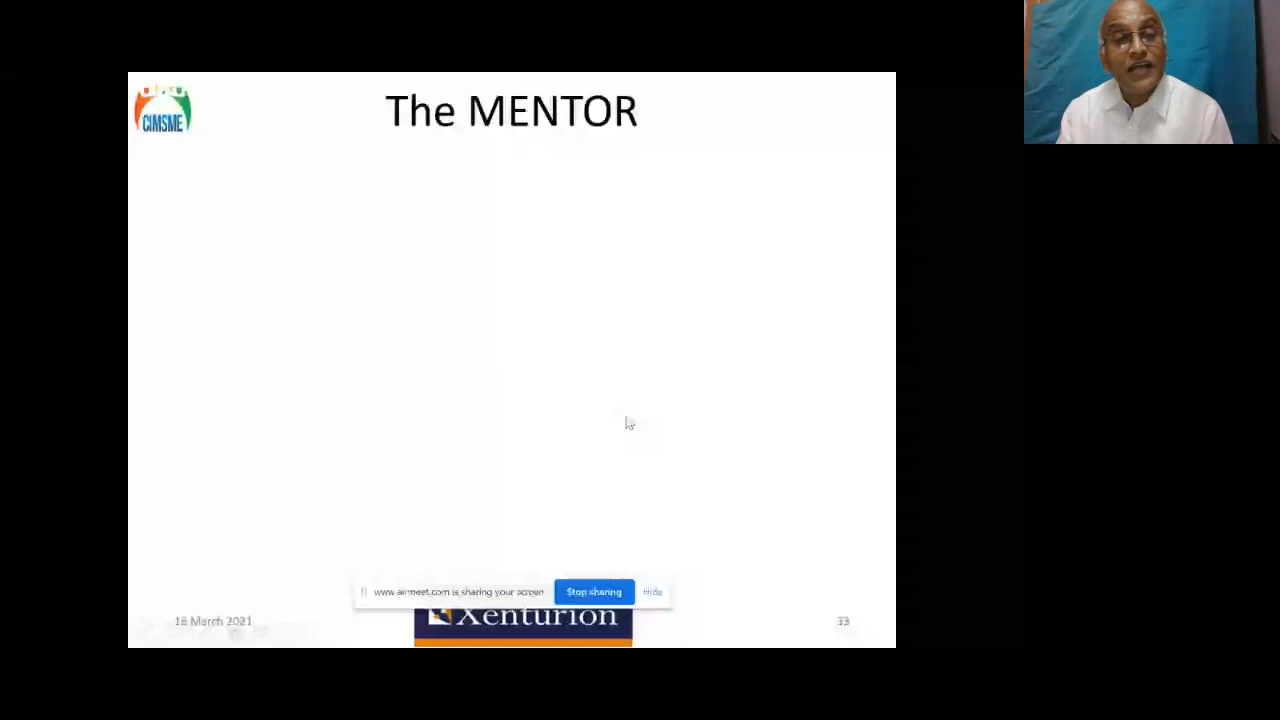 CIMSME
The MENTOR
www.airmeet.com is sharing your screen
Stop sharing
Hide
18 March 2021
Xenturion
33